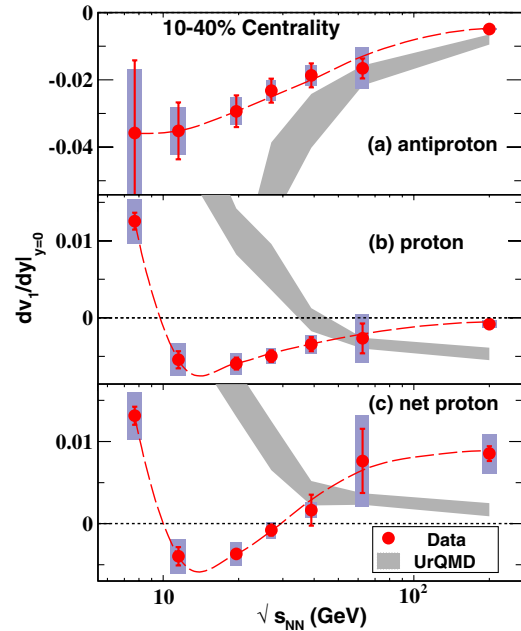 10-40% Centrality
0
-0.02
-0.04
(a) antiproton
0.01
0
(b) proton
0.01
0
(c) net proton
Data
UrQMD
dv₁/dy|y=0
10
10²
√ sNN (GeV)